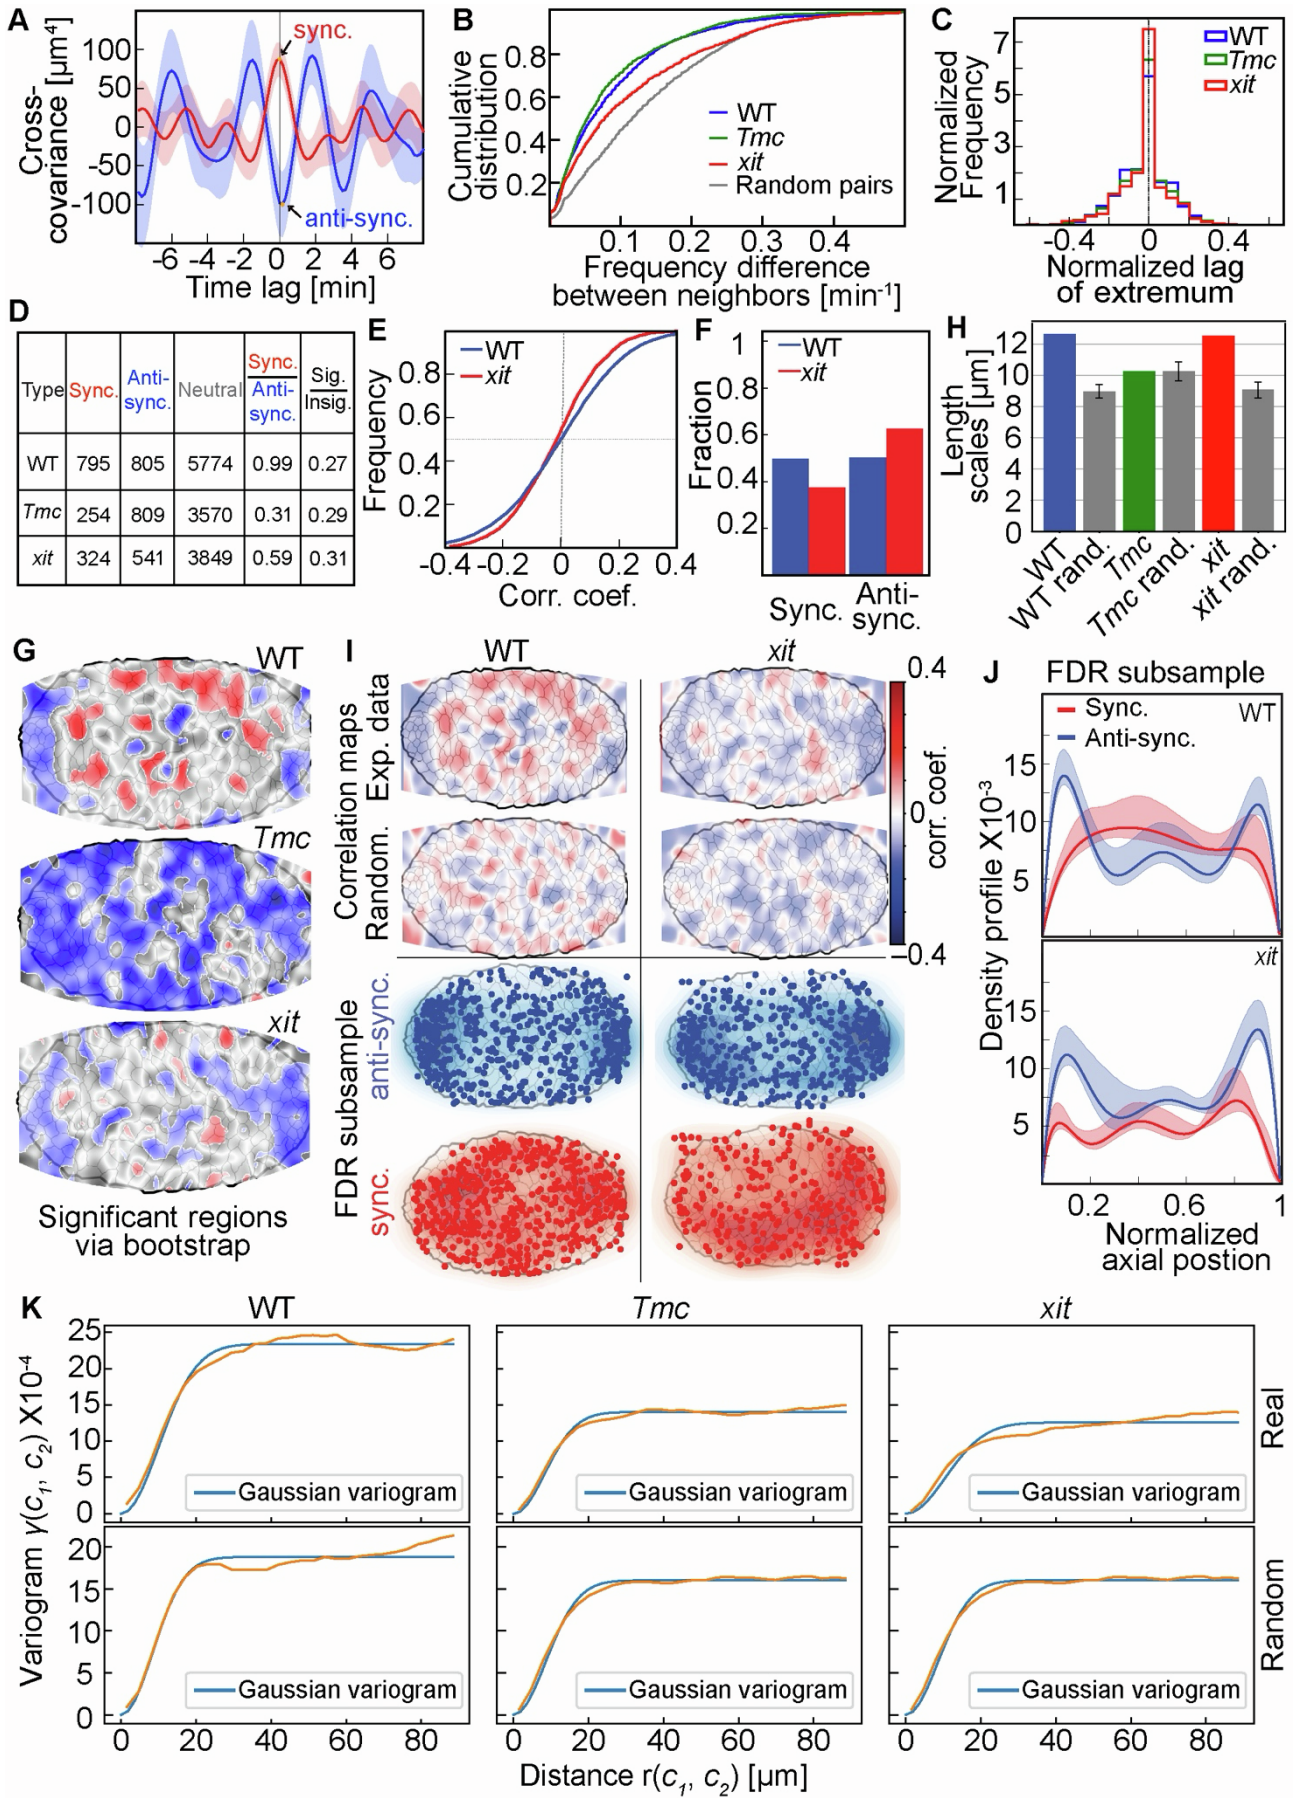 A
Cross-
covariance [µm⁴]
100
50
0
-50
-100
sync.
anti-sync.
-6 -4 -2 0 2 4 6
Time lag [min]
B
Cumulative
distribution
0.8
0.6
0.4
0.2
WT
Tmc
xit
Random pairs
0.1 0.2 0.3 0.4
Frequency difference
between neighbors [min⁻¹]
C
Normalized
Frequency
7
5
3
1
WT
Tmc
xit
-0.4 0 0.4
Normalized lag
of extremum
D
Type Sync. Anti-sync. Neutral Sync./Anti-sync. Sig./Insig.
WT 795 805 5774 0.99 0.27
Tmc 254 809 3570 0.31 0.29
xit 324 541 3849 0.59 0.31
E
Frequency
0.8
0.6
0.4
0.2
WT
xit
-0.4 -0.2 0 0.2 0.4
Corr. coef.
F
Fraction
1
0.8
0.6
0.4
0.2
WT
xit
Sync. Anti-
sync.
H
Length
scales [µm]
12
10
8
6
4
2
0
WT
WT rand.
Tmc
Tmc rand.
xit
xit rand.
G
WT
Tmc
xit
Significant regions
via bootstrap
I
WT xit
Correlation maps
Exp. data
Random.
0.4
0
−0.4
corr. coef.
FDR subsample
anti-sync.
sync.
J
FDR subsample
Sync.
Anti-sync.
WT
15
10
5
xit
15
10
5
Density profile X10⁻³
0.2 0.6 1
Normalized
axial postion
K
WT Tmc xit
Variogram γ(c₁, c₂) X10⁻⁴
25
20
15
10
5
0
Gaussian variogram
Gaussian variogram
Gaussian variogram
Real
20
15
10
5
0
Gaussian variogram
Gaussian variogram
Gaussian variogram
Random
0 20 40 60 80
0 20 40 60 80
0 20 40 60 80
Distance r(c₁, c₂) [µm]